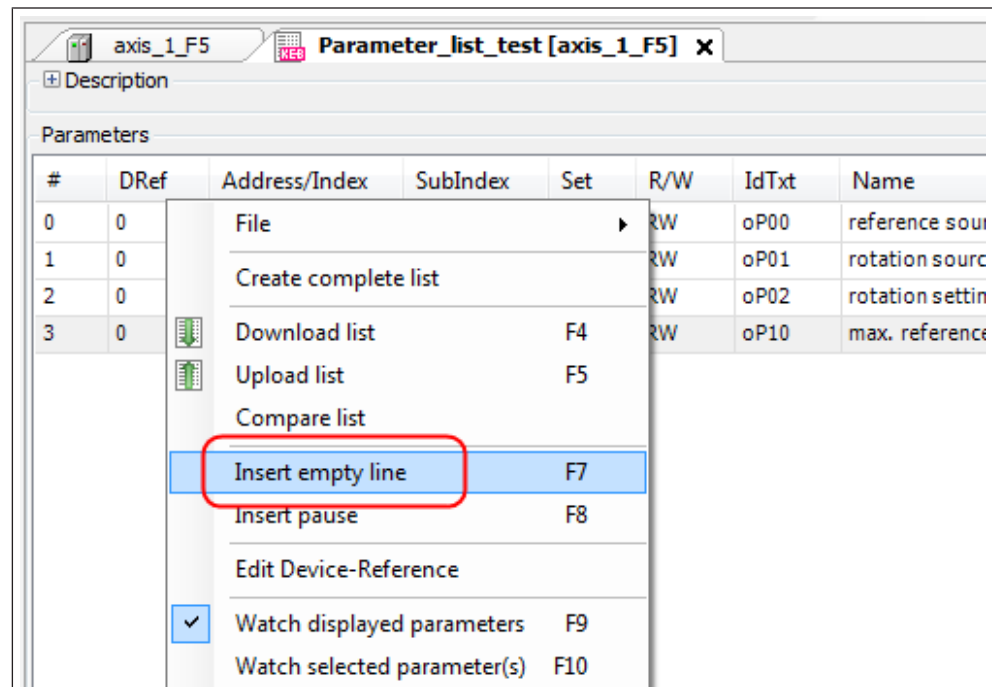 axis_1_F5 Parameter_list_test [axis_1_F5]
Description
Parameters
# DRef Address/Index SubIndex Set R/W IdTxt Name
0 0 RW oP00 reference sour
1 0 RW oP01 rotation sourc
2 0 RW oP02 rotation settin
3 0 RW oP10 max. reference
File
Create complete list
Download list F4
Upload list F5
Compare list
Insert empty line F7
Insert pause F8
Edit Device-Reference
Watch displayed parameters F9
Watch selected parameter(s) F10